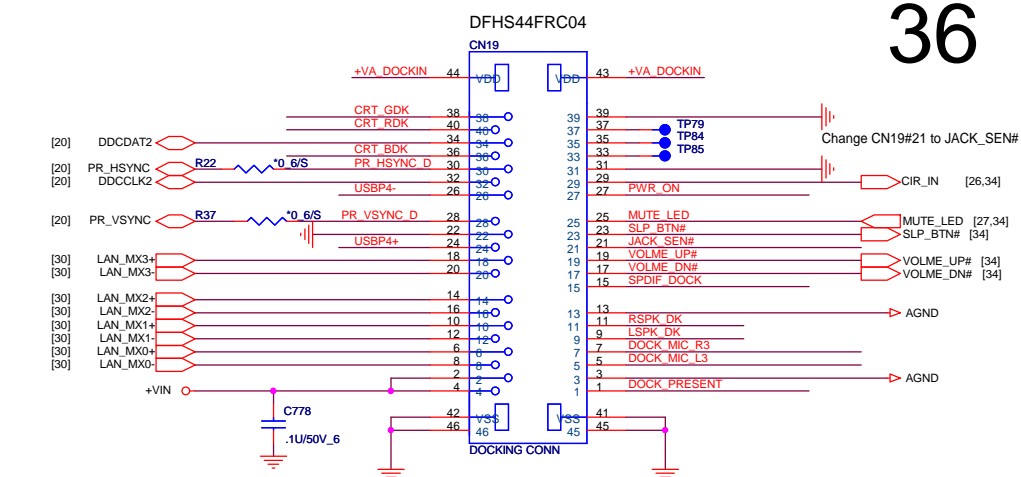 36
DFHS44FRC04
CN19
+VA_DOCKIN 44 VDD VDD 43 +VA_DOCKIN
CRT_GDK 38 38 39 39
CRT_RDK 40 40 37 37 TP79
[20] DDCDAT2 34 34 35 35 TP84
CRT_BDK 36 36 33 33 TP85
Change CN19#21 to JACK_SEN#
[20] PR_HSYNC R22 *0_6/S PR_HSYNC_D 30 30 31 31
[20] DDCCLK2 32 32 29 29 CIR_IN [26,34]
USBP4- 26 26 27 27 PWR_ON
[20] PR_VSYNC R37 *0_6/S PR_VSYNC_D 28 28 25 25 MUTE_LED MUTE_LED [27,34]
22 22 23 23 SLP_BTN# SLP_BTN# [34]
USBP4+ 24 24 21 21 JACK_SEN#
[30] LAN_MX3+ 18 18 19 19 VOLME_UP# VOLME_UP# [34]
[30] LAN_MX3- 20 20 17 17 VOLME_DN# VOLME_DN# [34]
15 15 SPDIF_DOCK
[30] LAN_MX2+ 14 14
[30] LAN_MX2- 16 16 13 13 AGND
[30] LAN_MX1+ 10 10 11 11 RSPK_DK
[30] LAN_MX1- 12 12 9 9 LSPK_DK
[30] LAN_MX0+ 6 6 7 7 DOCK_MIC_R3
[30] LAN_MX0- 8 8 5 5 DOCK_MIC_L3
2 2 3 3 AGND
+VIN 4 4 1 1 DOCK_PRESENT
C778
.1U/50V_6
42 VSS VSS 41
46 46 45 45
DOCKING CONN